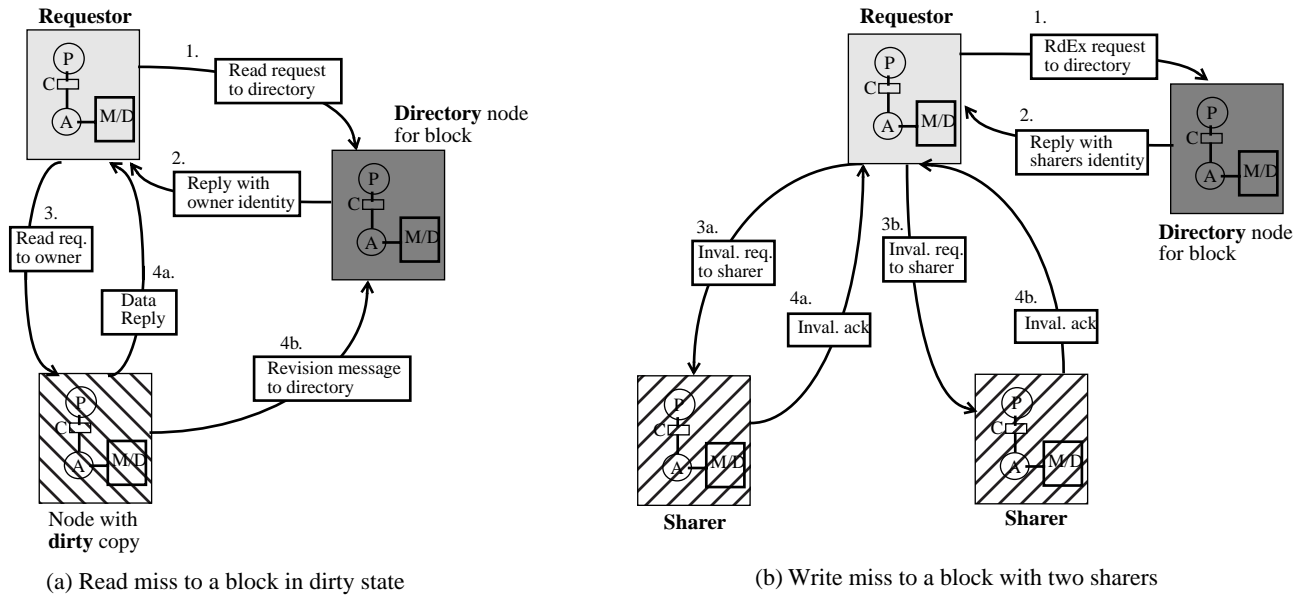 Requestor
P
C
A
M/D
1.
Read request
to directory
Directory node
for block
P
C
A
M/D
2.
Reply with
owner identity
3.
Read req.
to owner
4a.
Data
Reply
4b.
Revision message
to directory
P
C
A
M/D
Node with
dirty copy
(a) Read miss to a block in dirty state
Requestor
P
C
A
M/D
1.
RdEx request
to directory
2.
Reply with
sharers identity
P
C
A
M/D
Directory node
for block
3a.
Inval. req.
to sharer
3b.
Inval. req.
to sharer
4a.
Inval. ack
4b.
Inval. ack
P
C
A
M/D
Sharer
P
C
A
M/D
Sharer
(b) Write miss to a block with two sharers